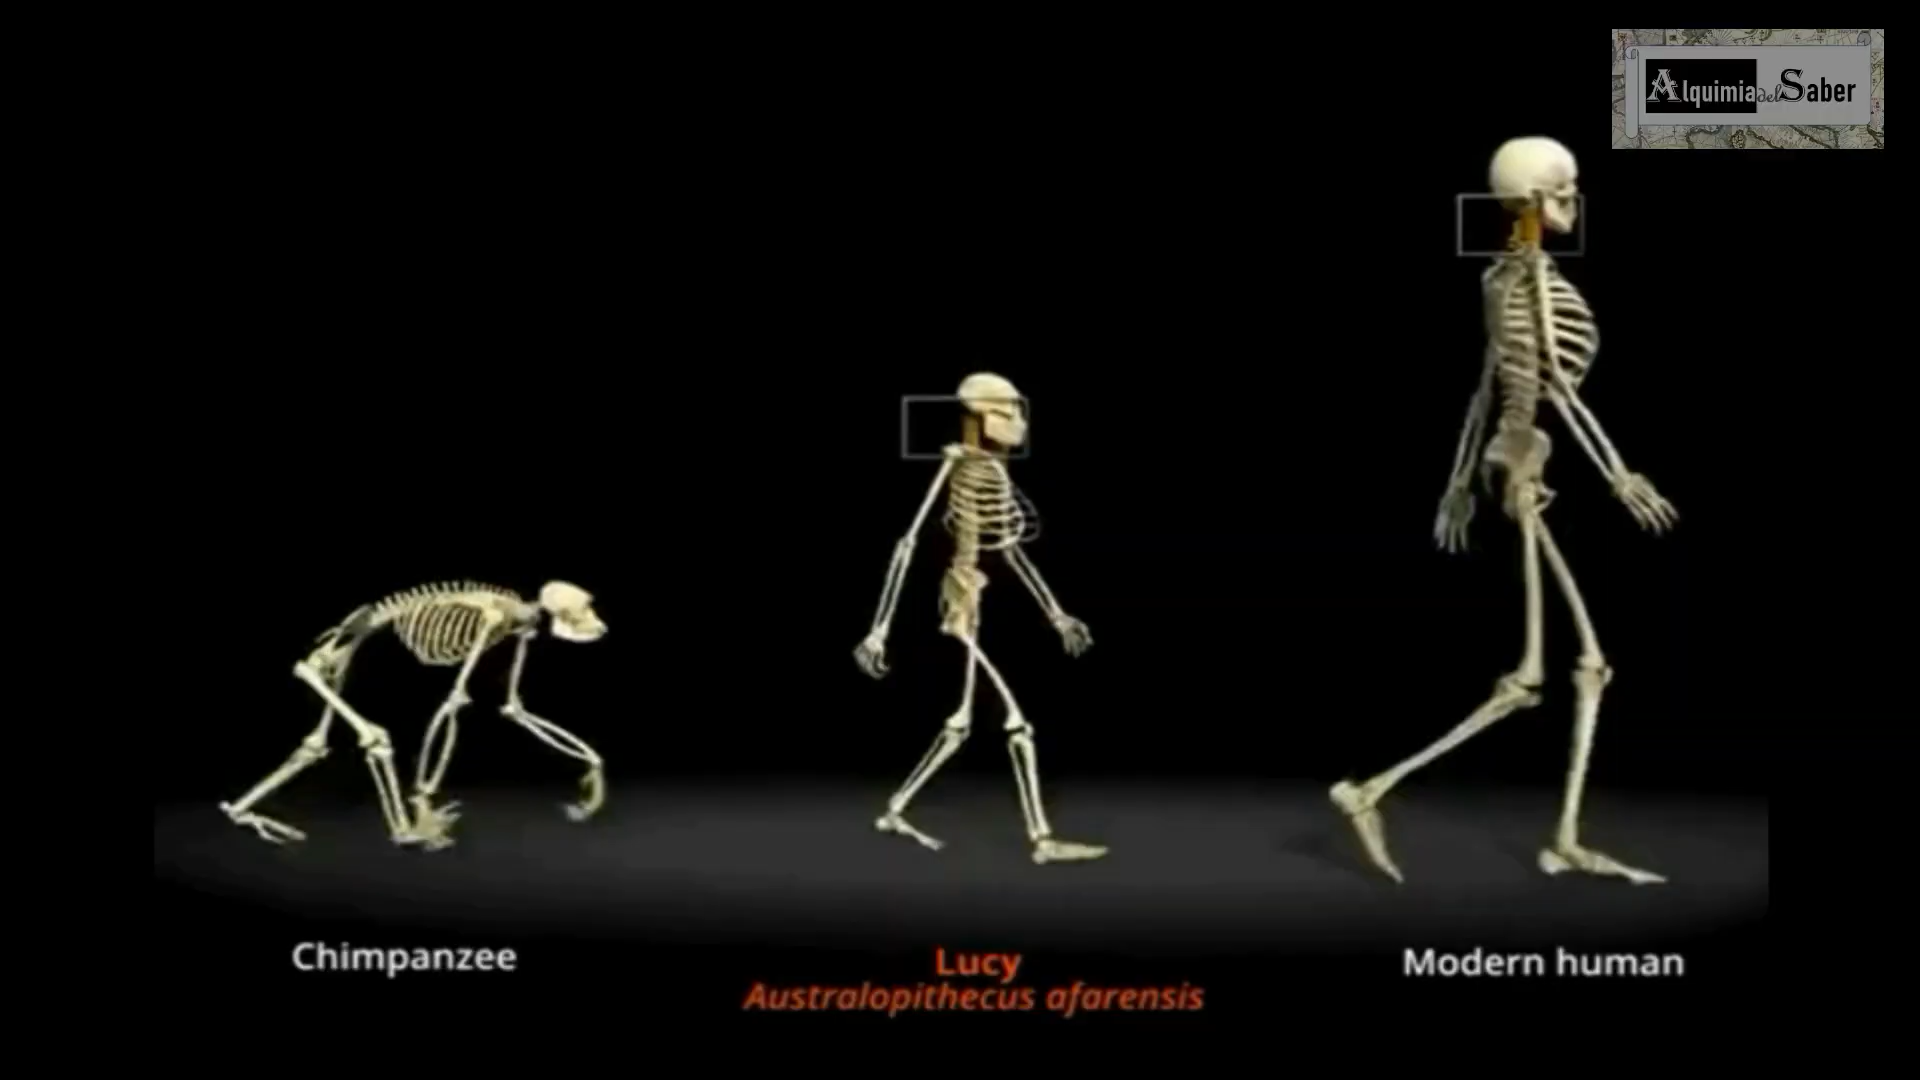 Alquimia del Saber
Chimpanzee
Lucy
Australopithecus afarensis
Modern human